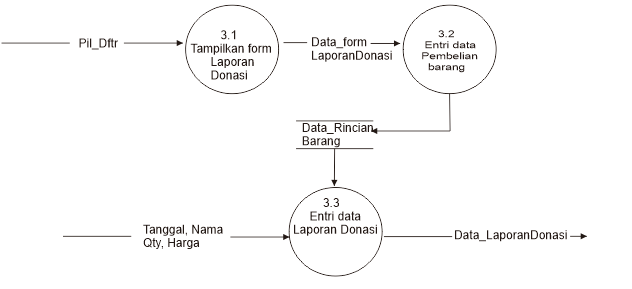 Pil_Dftr
3.1
Tampilkan form
Laporan
Donasi
Data_form
LaporanDonasi
3.2
Entri data
Pembelian
barang
Data_Rincian
Barang
3.3
Entri data
Laporan Donasi
Tanggal, Nama
Qty, Harga
Data_LaporanDonasi